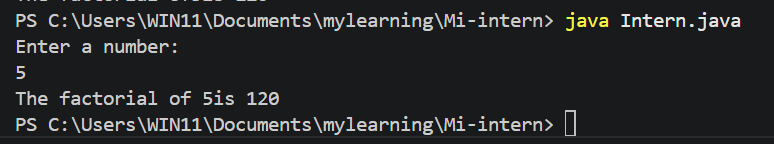 PS C:\Users\WIN11\Documents\mylearning\Mi-intern> java Intern.java
Enter a number:
5
The factorial of 5is 120
PS C:\Users\WIN11\Documents\mylearning\Mi-intern>